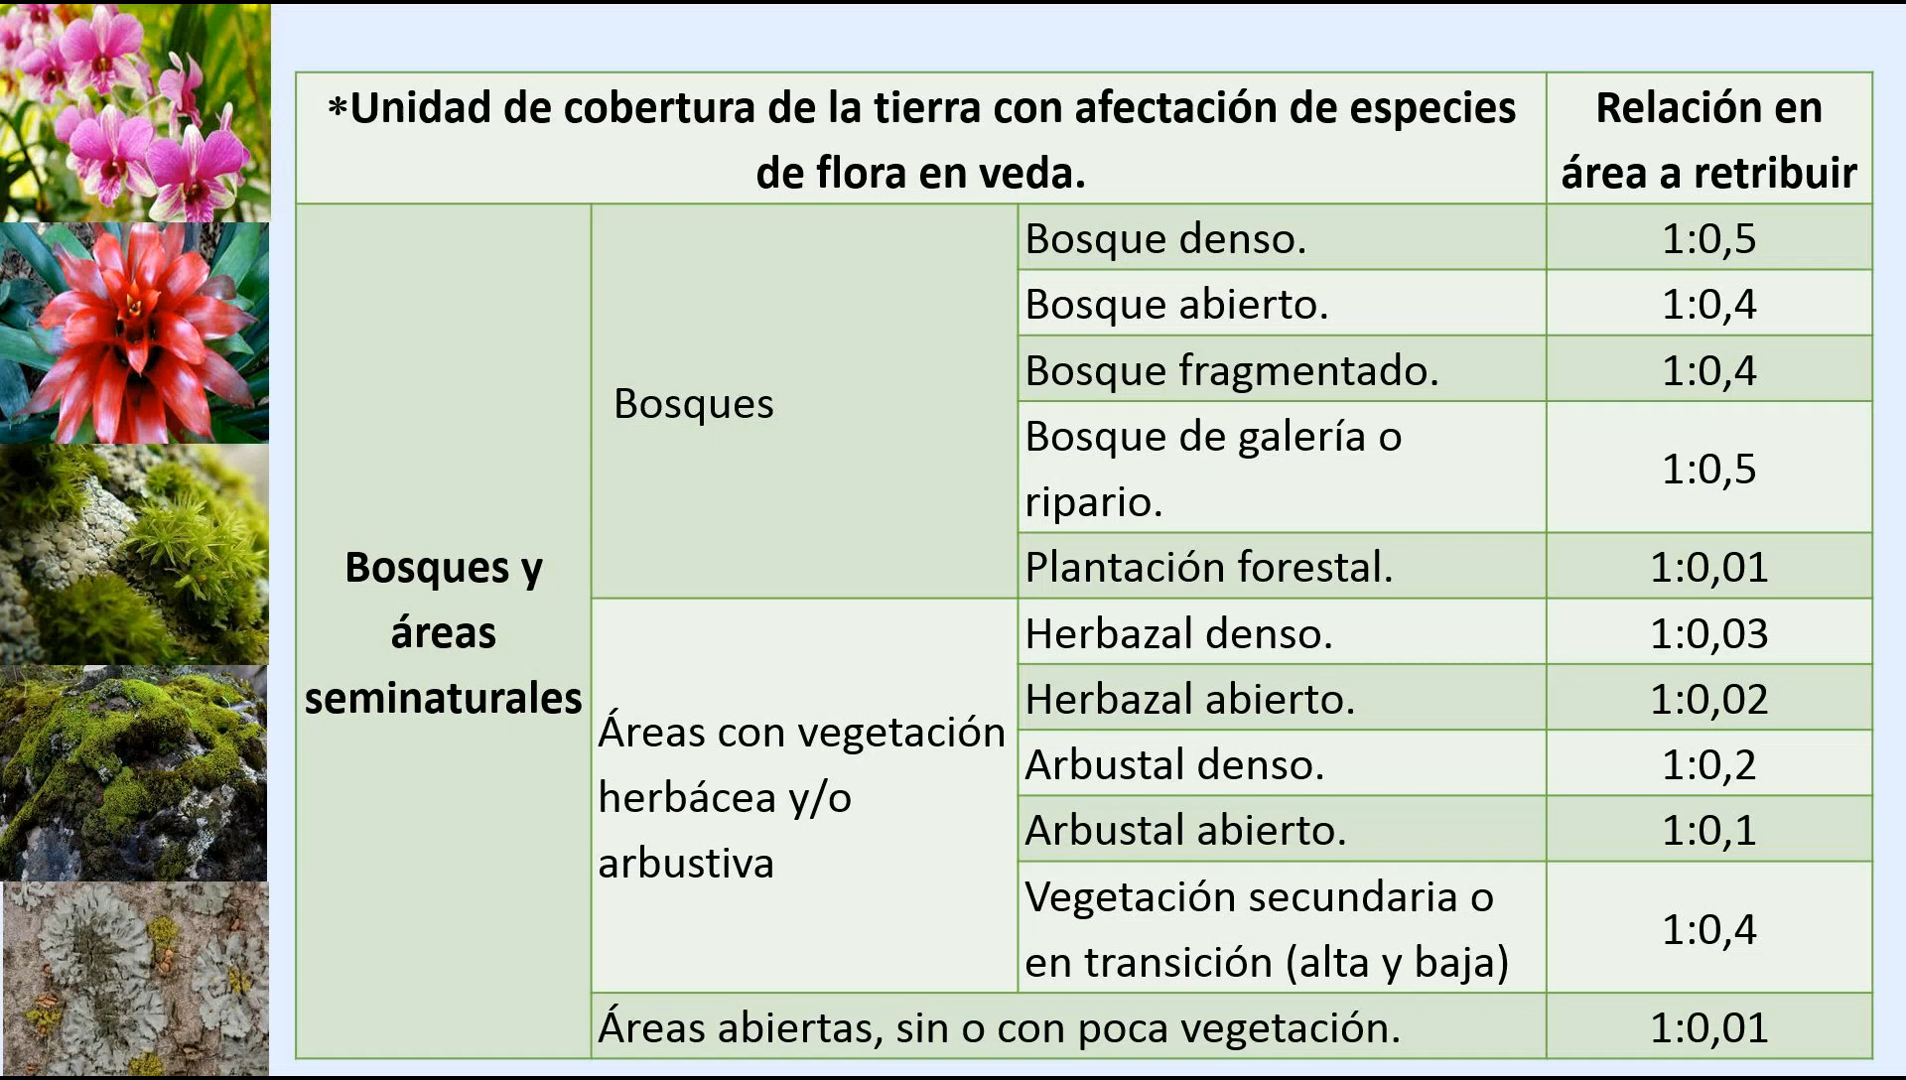 *Unidad de cobertura de la tierra con afectación de especies
de flora en veda.
Relación en
área a retribuir
Bosques y
áreas
seminaturales
Bosques
Bosque denso.
1:0,5
Bosque abierto.
1:0,4
Bosque fragmentado.
1:0,4
Bosque de galería o
ripario.
1:0,5
Plantación forestal.
1:0,01
Áreas con vegetación
herbácea y/o
arbustiva
Herbazal denso.
1:0,03
Herbazal abierto.
1:0,02
Arbustal denso.
1:0,2
Arbustal abierto.
1:0,1
Vegetación secundaria o
en transición (alta y baja)
1:0,4
Áreas abiertas, sin o con poca vegetación.
1:0,01